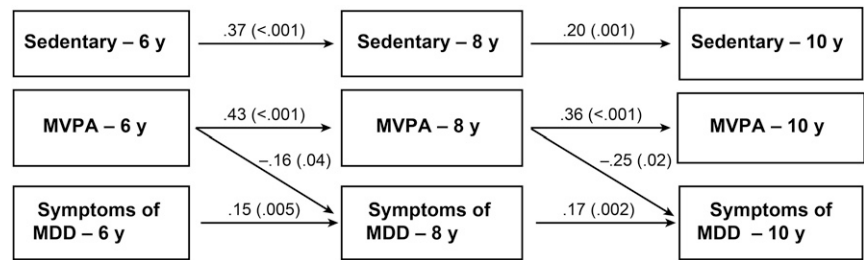 Sedentary – 6 y
.37 (<.001)
Sedentary – 8 y
.20 (.001)
Sedentary – 10 y
MVPA – 6 y
.43 (<.001)
MVPA – 8 y
.36 (<.001)
MVPA – 10 y
–.16 (.04)
–.25 (.02)
Symptoms of
MDD – 6 y
.15 (.005)
Symptoms of
MDD – 8 y
.17 (.002)
Symptoms of
MDD – 10 y